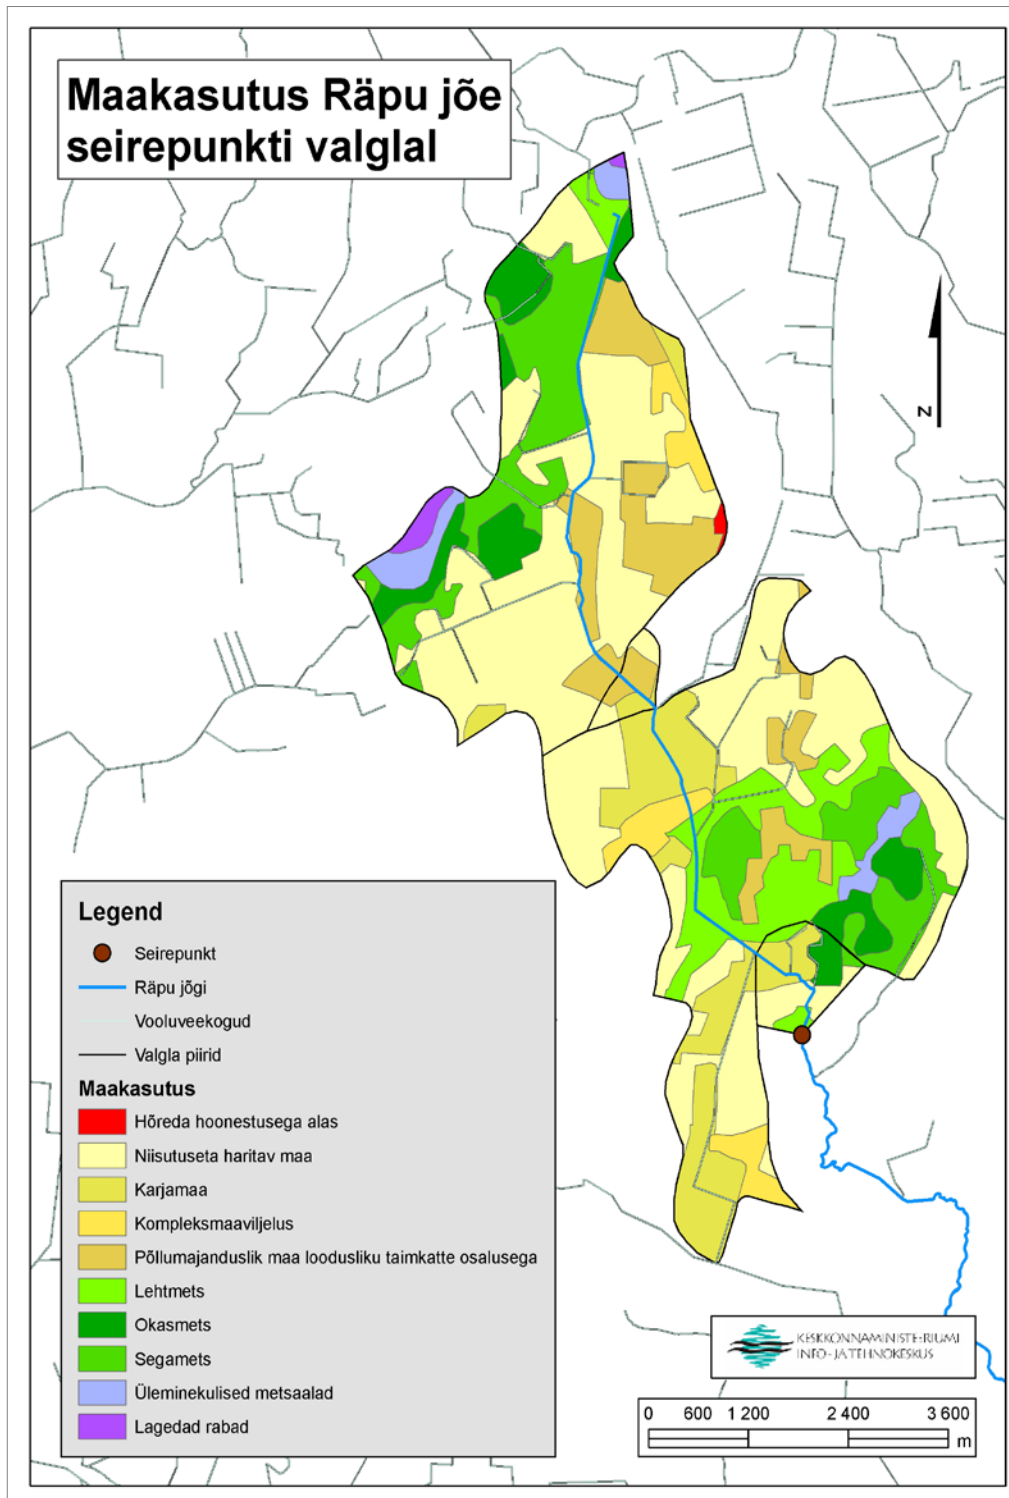 Maakasutus Räpu jõe
seirepunkti valglal
N
Legend
Seirepunkt
Räpu jõgi
Vooluveekogud
Valgla piirid
Maakasutus
Hõreda hoonestusega alas
Niisutuseta haritav maa
Karjamaa
Kompleksmaaviljelus
Põllumajanduslik maa loodusliku taimkatte osalusega
Lehtmets
Okasmets
Segamets
Üleminekulised metsaalad
Lagedad rabad
KESKKONNAMINISTEERIUMI
INFO- JA TEHNOKESKUS
0 600 1 200 2 400 3 600
m